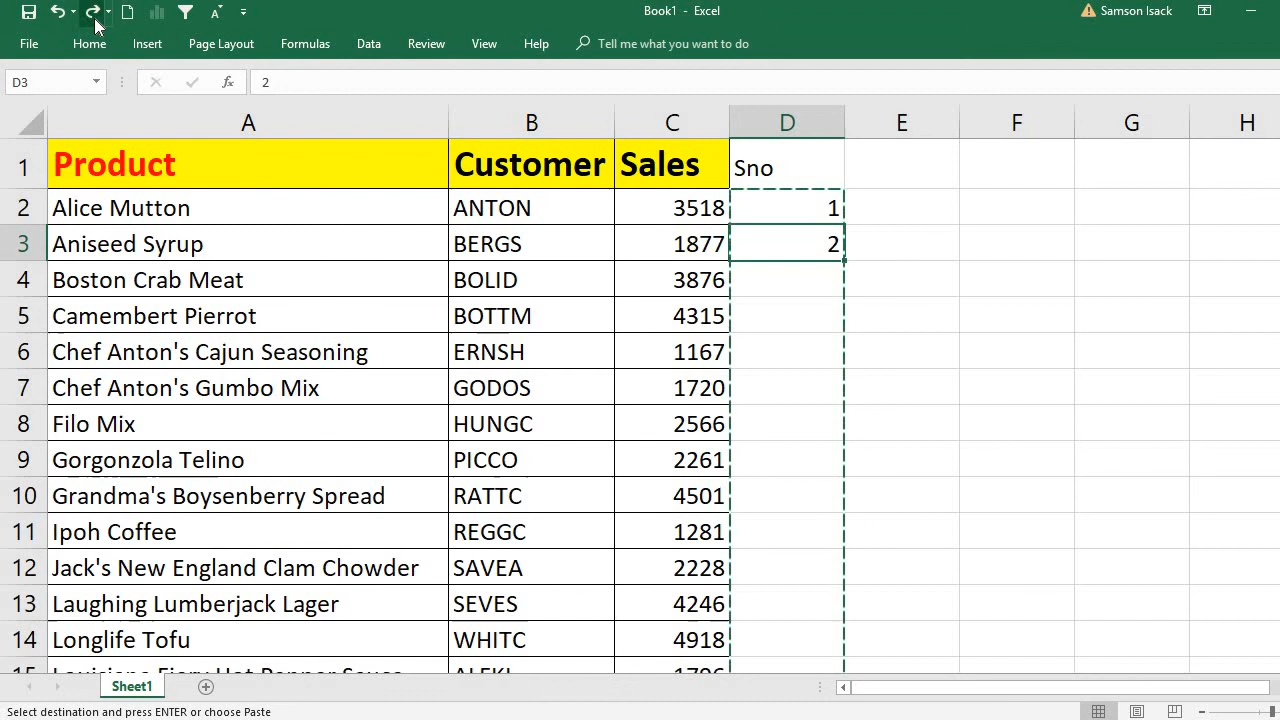 Book1 - Excel
Samson Isack
File Home Insert Page Layout Formulas Data Review View Help Tell me what you want to do
D3 fx 2
A B C D E F G H
1 Product Customer Sales Sno
2 Alice Mutton ANTON 3518 1
3 Aniseed Syrup BERGS 1877 2
4 Boston Crab Meat BOLID 3876
5 Camembert Pierrot BOTTM 4315
6 Chef Anton's Cajun Seasoning ERNSH 1167
7 Chef Anton's Gumbo Mix GODOS 1720
8 Filo Mix HUNGC 2566
9 Gorgonzola Telino PICCO 2261
10 Grandma's Boysenberry Spread RATTC 4501
11 Ipoh Coffee REGGC 1281
12 Jack's New England Clam Chowder SAVEA 2228
13 Laughing Lumberjack Lager SEVES 4246
14 Longlife Tofu WHITC 4918
15 Louisiana Fiery Hot Pepper Sauce ALFKI 1796
Sheet1
Select destination and press ENTER or choose Paste